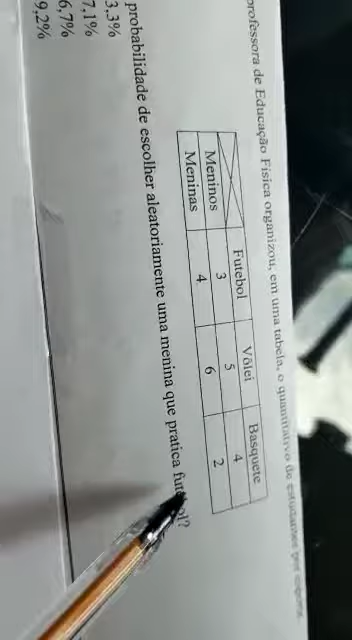 professora de Educação Física organizou, em uma tabela, o quantitativo de estudantes por esporte.
Futebol Vôlei Basquete
Meninos 3 5 4
Meninas 4 6 2
probabilidade de escolher aleatoriamente uma menina que pratica futebol?
3,3%
7,1%
6,7%
9,2%